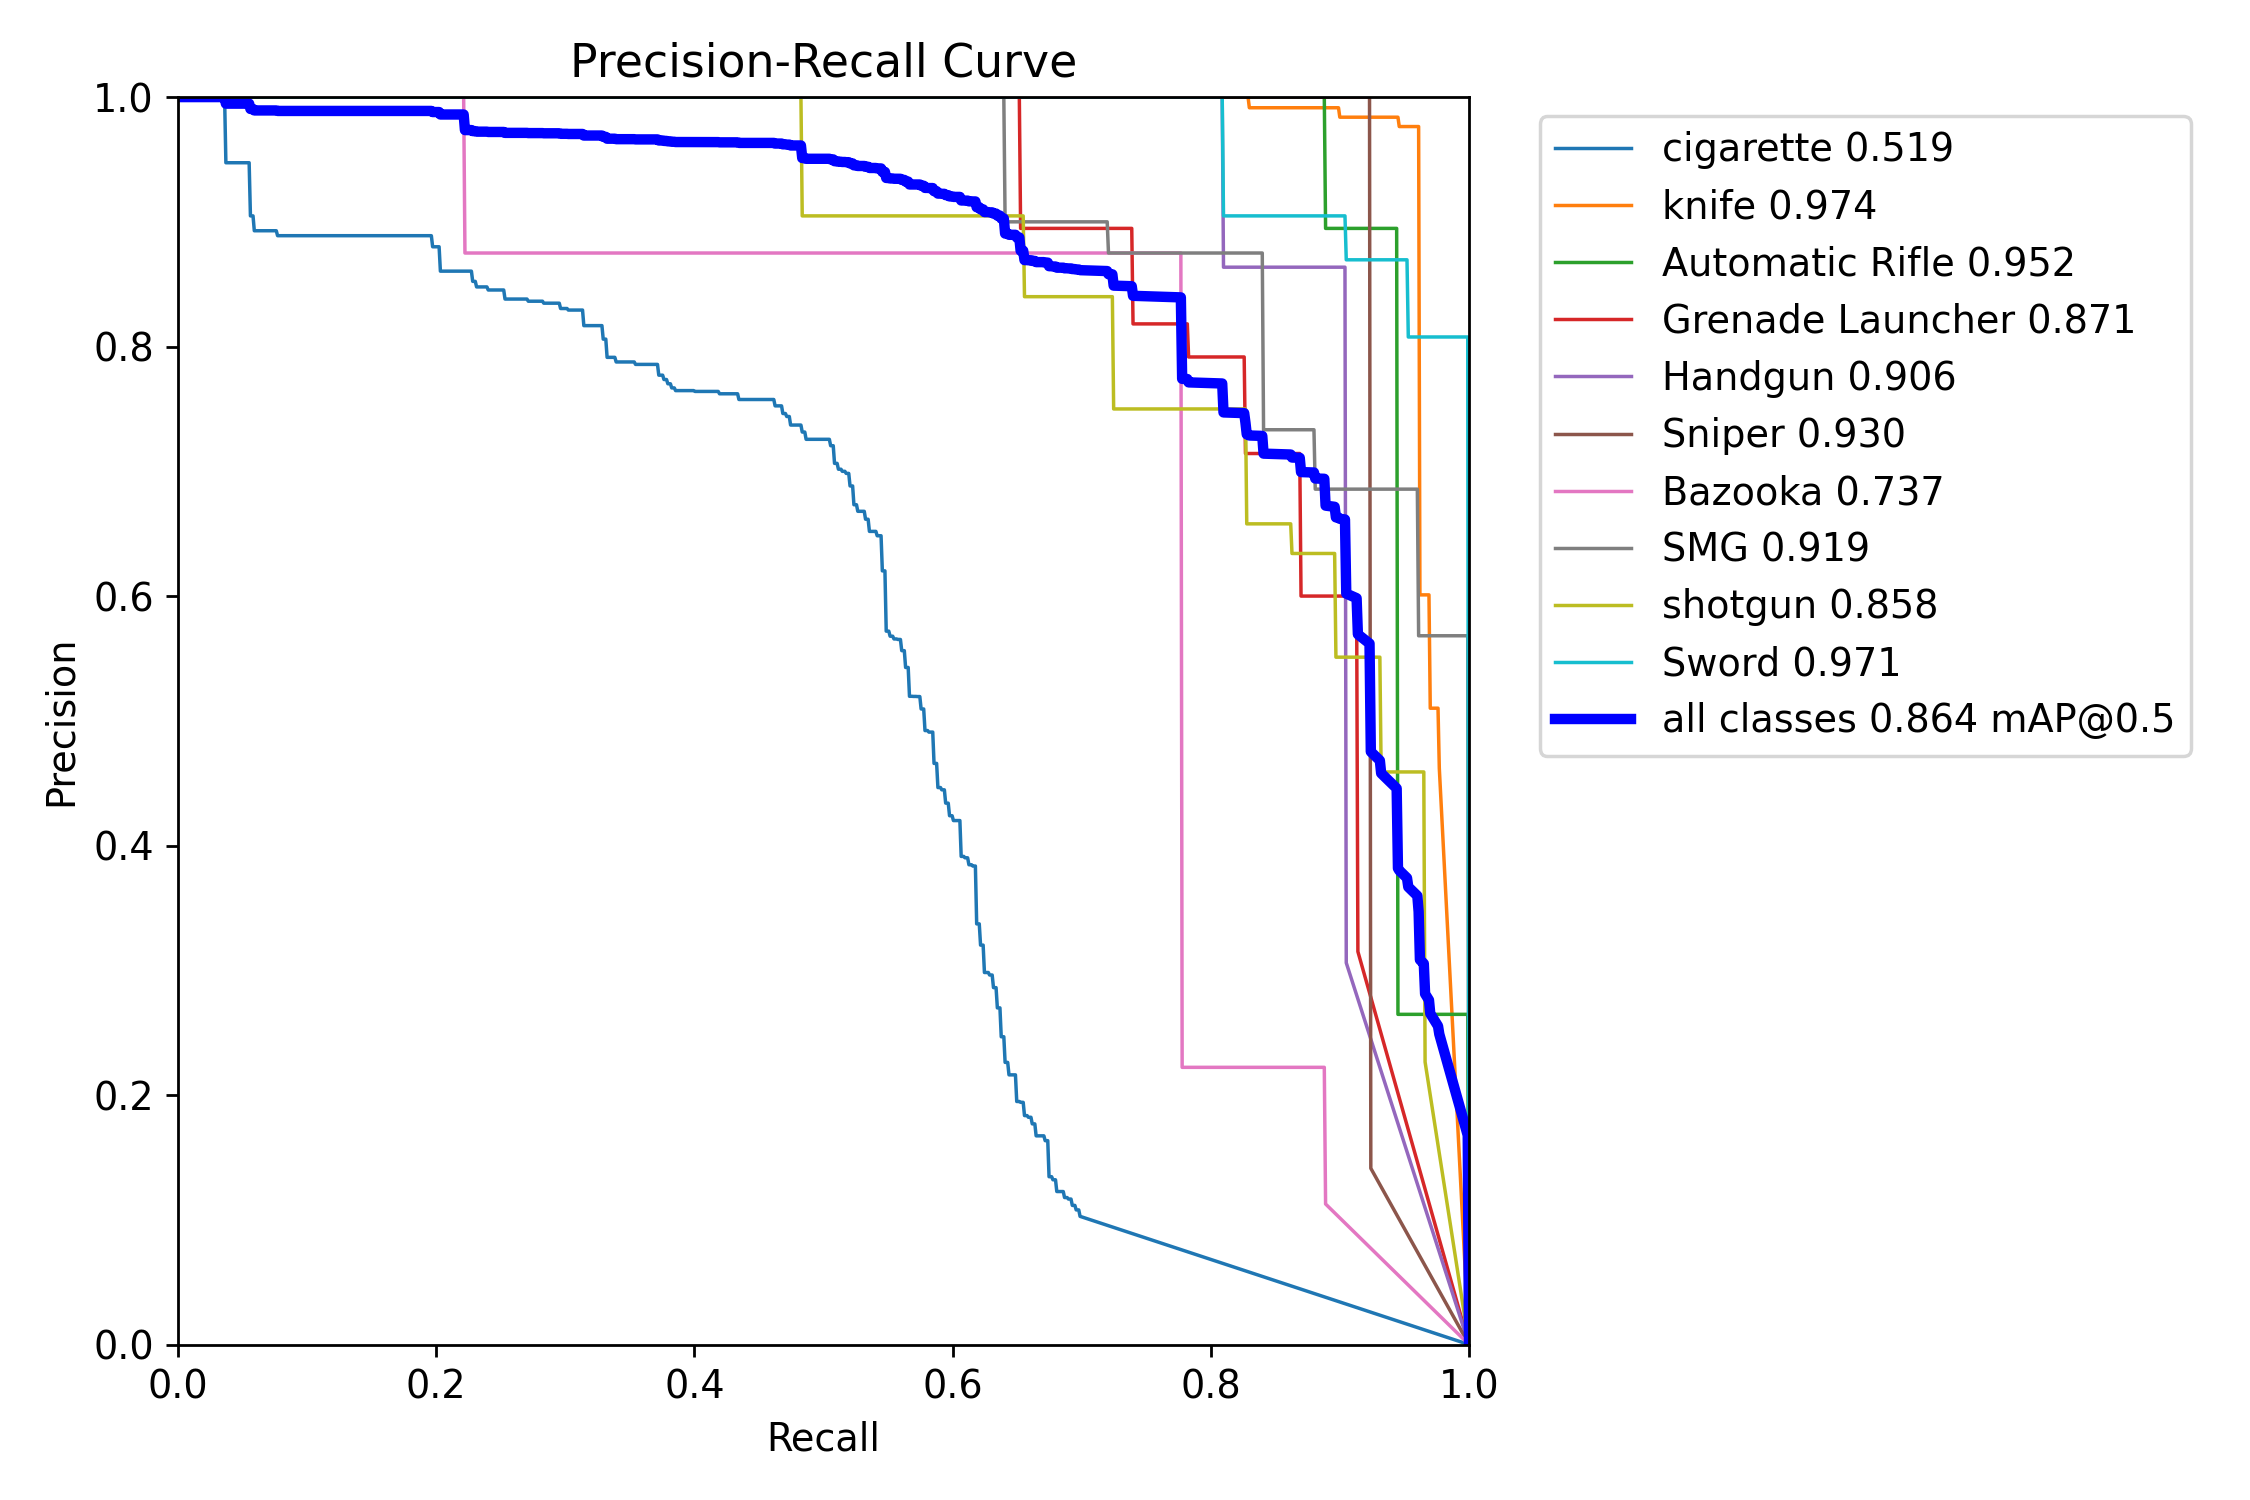 Precision-Recall Curve
1.0
0.8
0.6
0.4
0.2
0.0
Precision
0.0 0.2 0.4 0.6 0.8 1.0
Recall
cigarette 0.519
knife 0.974
Automatic Rifle 0.952
Grenade Launcher 0.871
Handgun 0.906
Sniper 0.930
Bazooka 0.737
SMG 0.919
shotgun 0.858
Sword 0.971
all classes 0.864 mAP@0.5